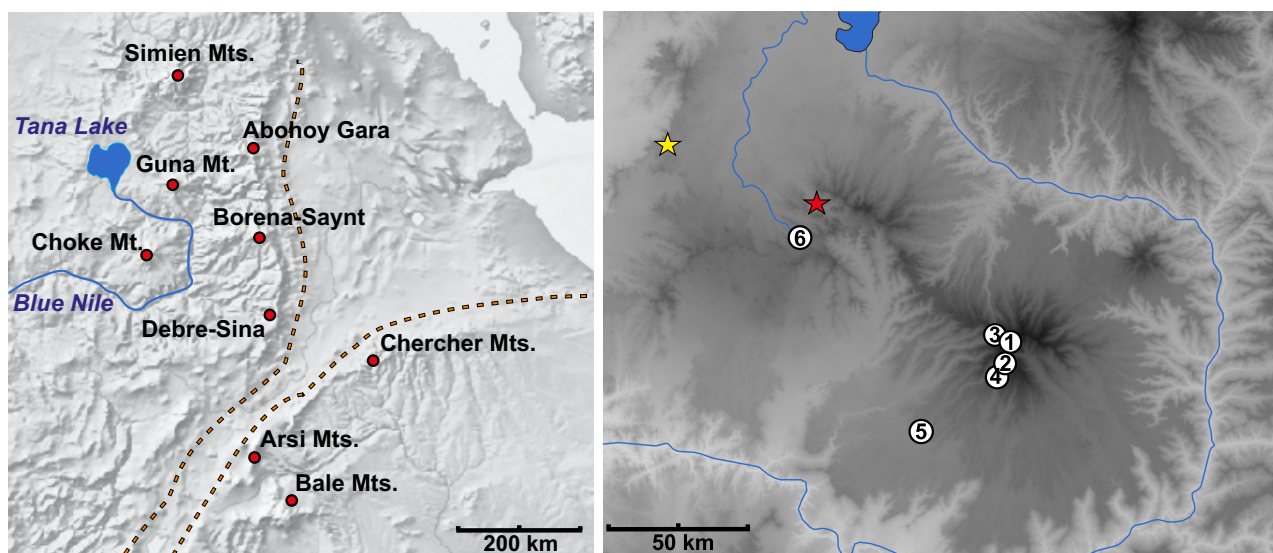 Simien Mts.
Tana Lake
Abohoy Gara
Guna Mt.
Borena-Saynt
Choke Mt.
Blue Nile
Debre-Sina
Chercher Mts.
Arsi Mts.
Bale Mts.
200 km
6
3
1
2
4
5
50 km